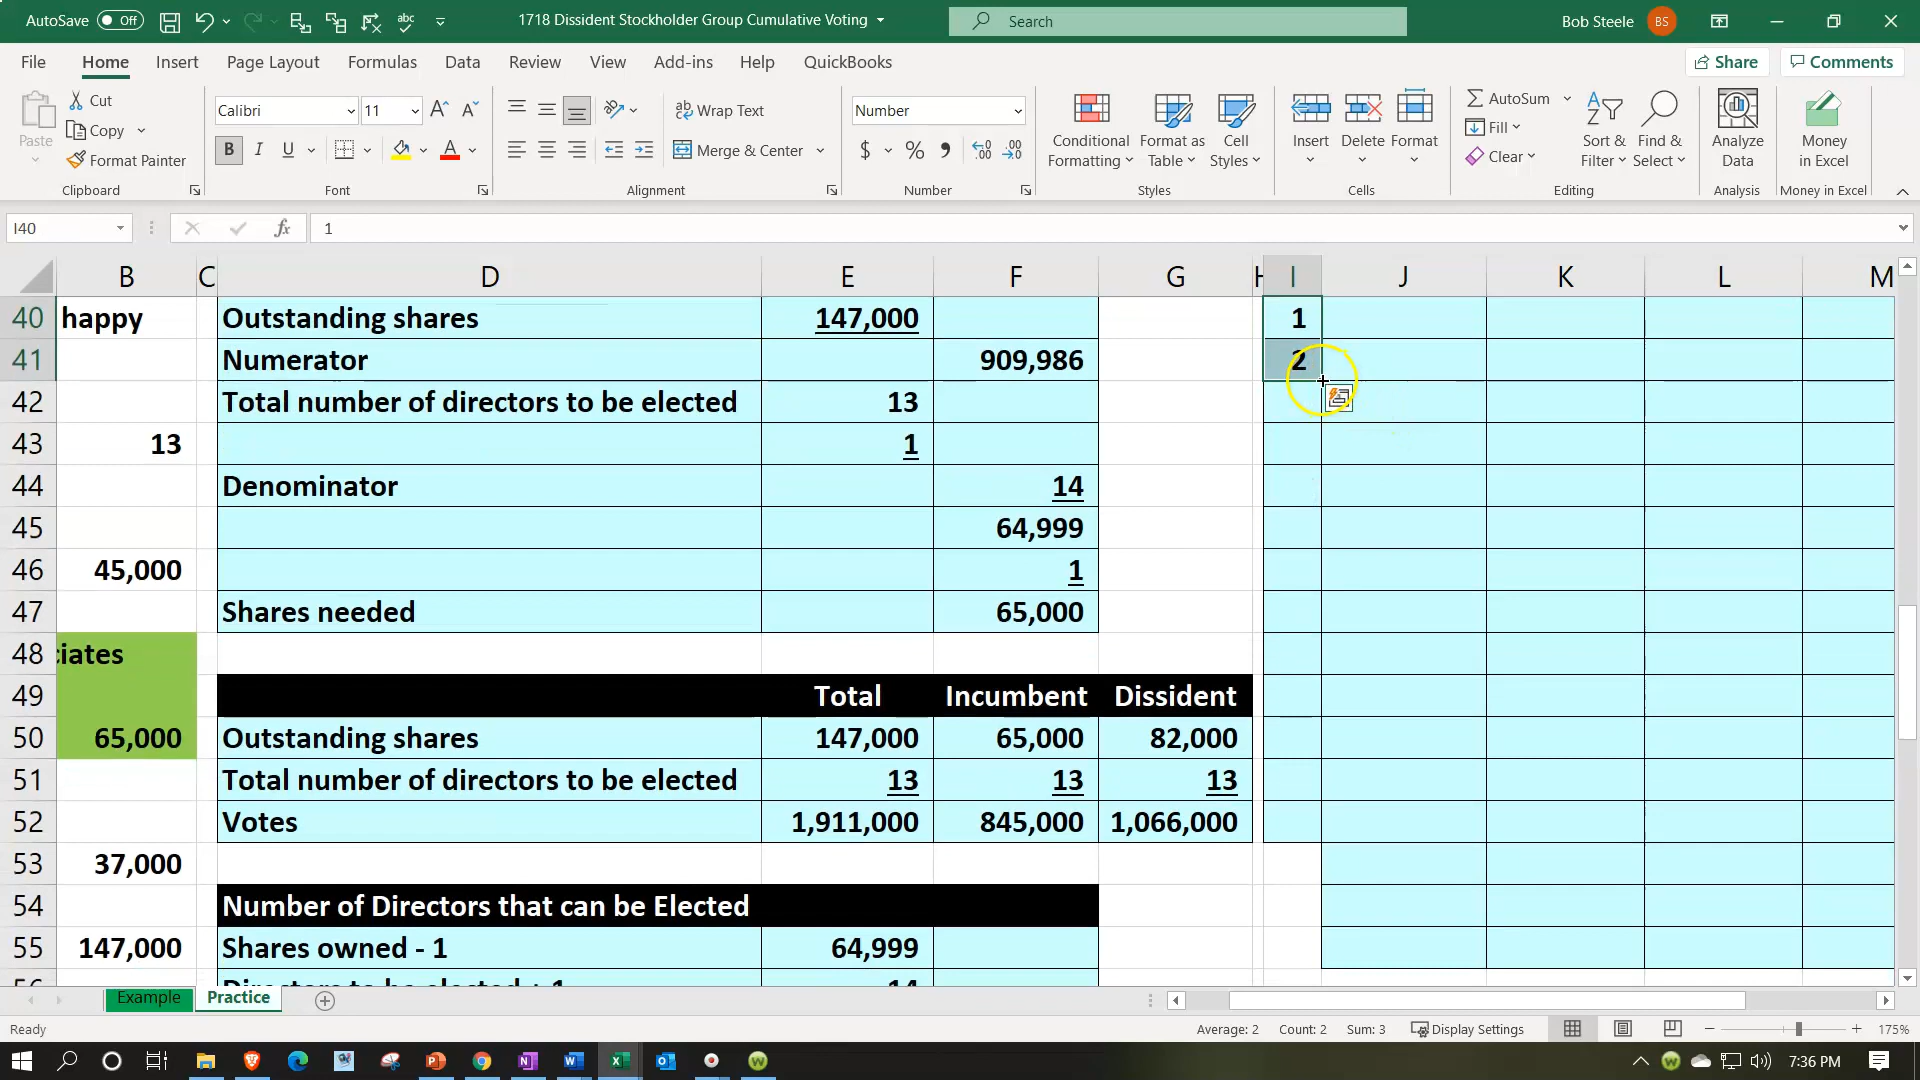 AutoSave Off
1718 Dissident Stockholder Group Cumulative Voting
Search
Bob Steele BS
File Home Insert Page Layout Formulas Data Review View Add-ins Help QuickBooks Share Comments
Paste
Cut
Copy
Format Painter
Clipboard
Calibri 11
B I U
Font
Wrap Text
Merge & Center
Alignment
Number
Number
Conditional Formatting
Format as Table
Cell Styles
Styles
Insert Delete Format
Cells
AutoSum
Fill
Clear
Sort & Filter
Find & Select
Editing
Analyze Data
Analysis
Money in Excel
Money in Excel
I40 fx 1
B C D E F G H I J K L M
40 happy Outstanding shares 147,000 1
41 Numerator 909,986 2
42 Total number of directors to be elected 13
43 13 1
44 Denominator 14
45 64,999
46 45,000 1
47 Shares needed 65,000
48 ciates
49 Total Incumbent Dissident
50 65,000 Outstanding shares 147,000 65,000 82,000
51 Total number of directors to be elected 13 13 13
52 Votes 1,911,000 845,000 1,066,000
53 37,000
54 Number of Directors that can be Elected
55 147,000 Shares owned - 1 64,999
56 Directors to be elected + 1 14
Example Practice
Ready Average: 2 Count: 2 Sum: 3 Display Settings 175%
7:36 PM